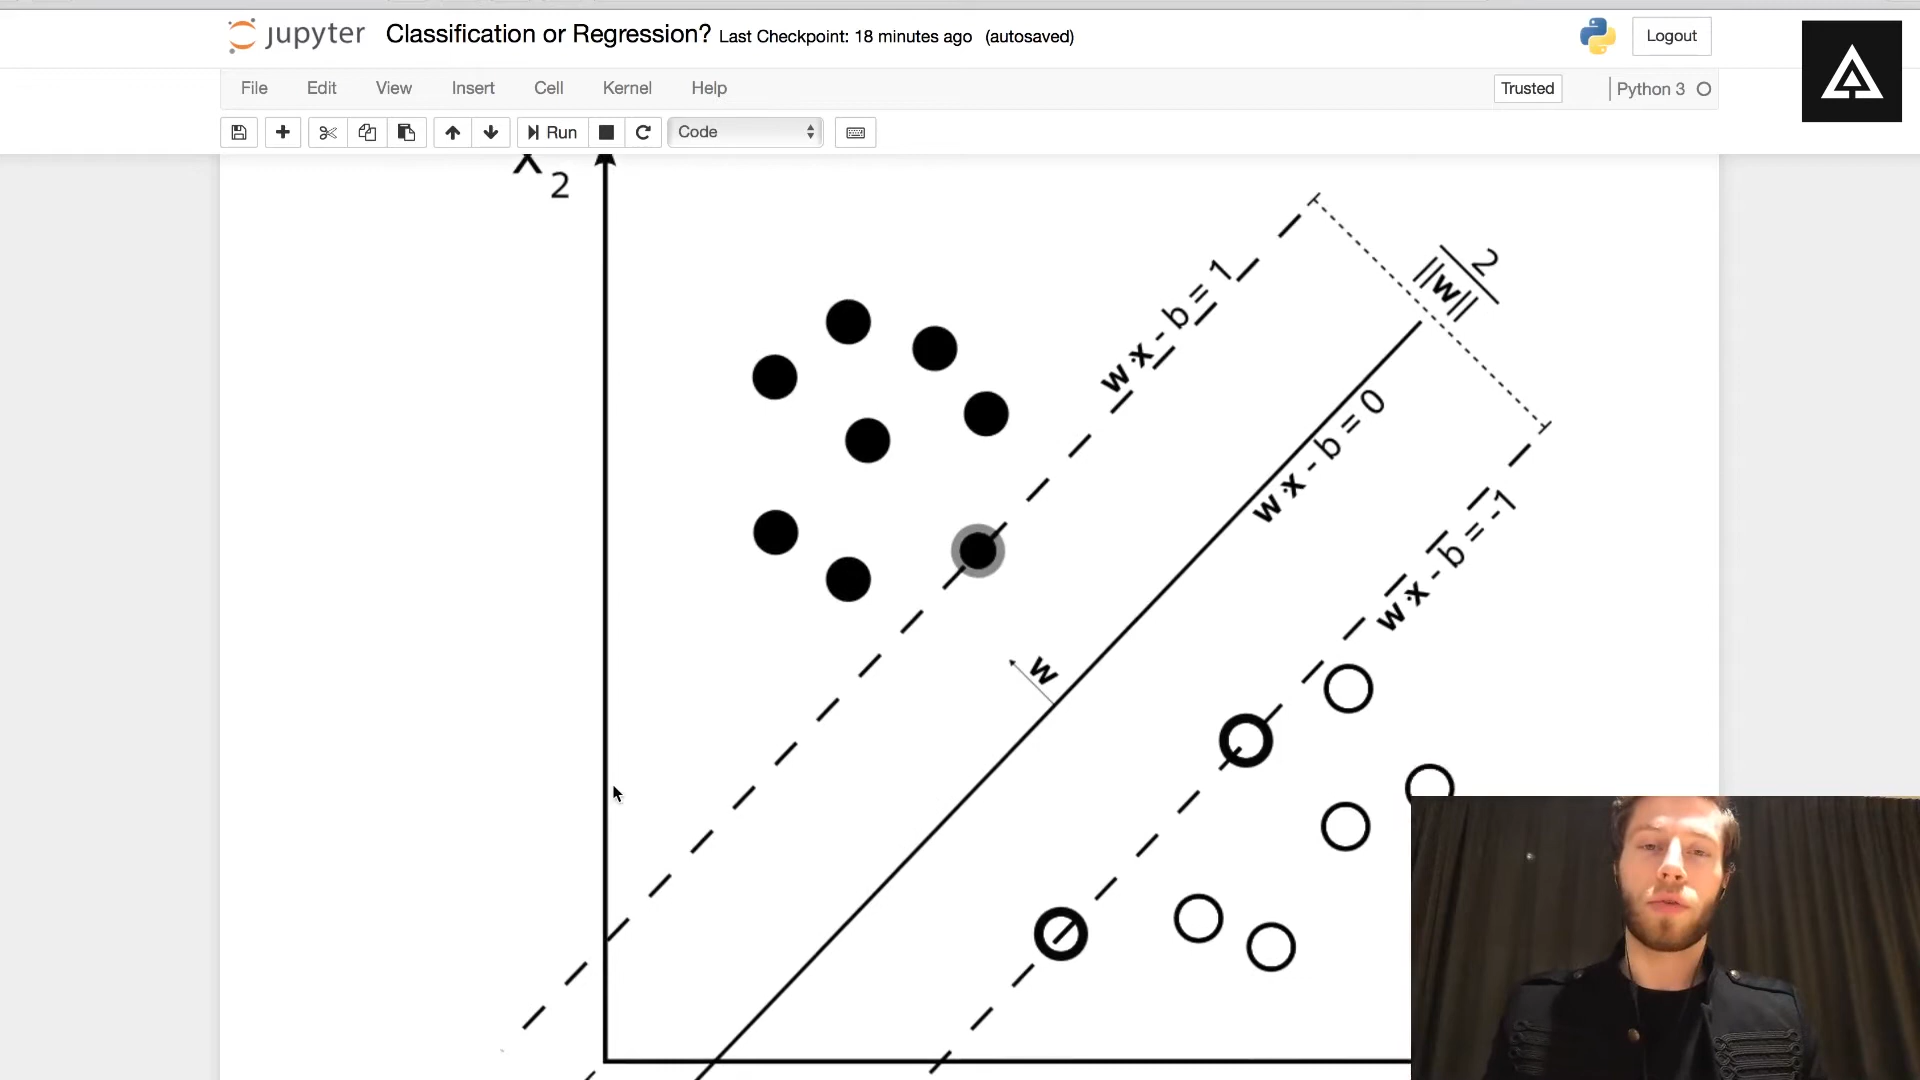 jupyter Classification or Regression? Last Checkpoint: 18 minutes ago (autosaved) Logout
File Edit View Insert Cell Kernel Help Trusted Python 3
Run Code
X 2
w·x - b = 1
2
||w||
w·x - b = 0
w·x - b = -1
w